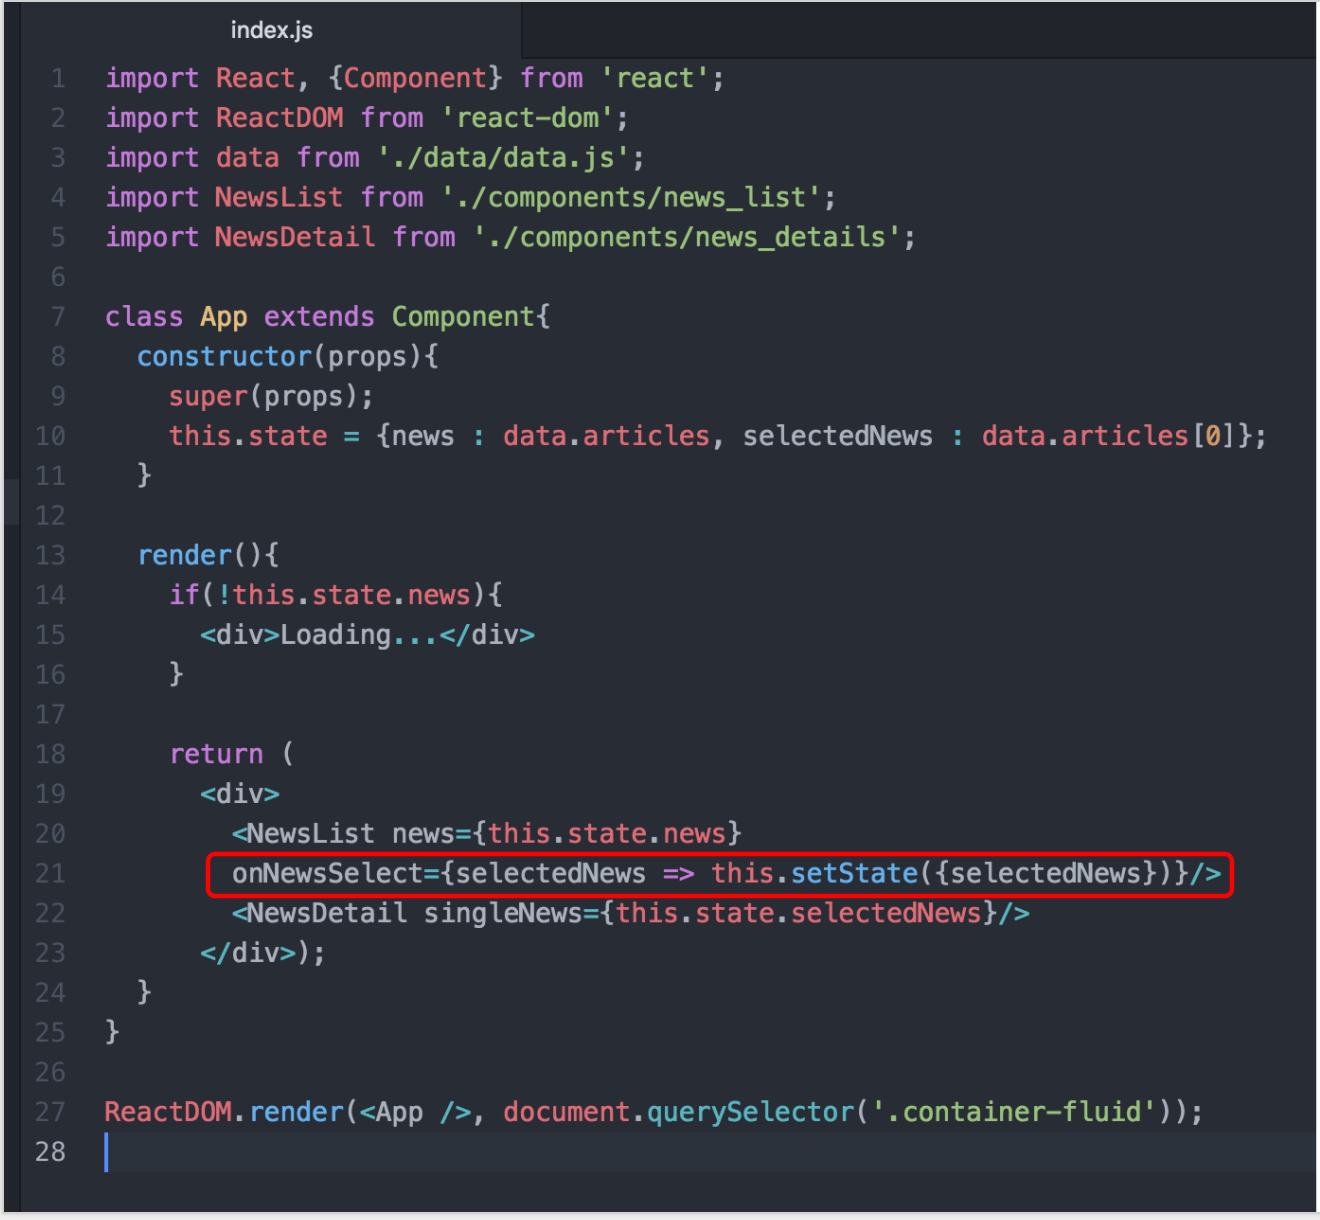 index.js
1 import React, {Component} from 'react';
2 import ReactDOM from 'react-dom';
3 import data from './data/data.js';
4 import NewsList from './components/news_list';
5 import NewsDetail from './components/news_details';
6
7 class App extends Component{
8 constructor(props){
9 super(props);
10 this.state = {news : data.articles, selectedNews : data.articles[0]};
11 }
12
13 render(){
14 if(!this.state.news){
15 <div>Loading...</div>
16 }
17
18 return (
19 <div>
20 <NewsList news={this.state.news}
21 onNewsSelect={selectedNews => this.setState({selectedNews})}/>
22 <NewsDetail singleNews={this.state.selectedNews}/>
23 </div>);
24 }
25 }
26
27 ReactDOM.render(<App />, document.querySelector('.container-fluid'));
28